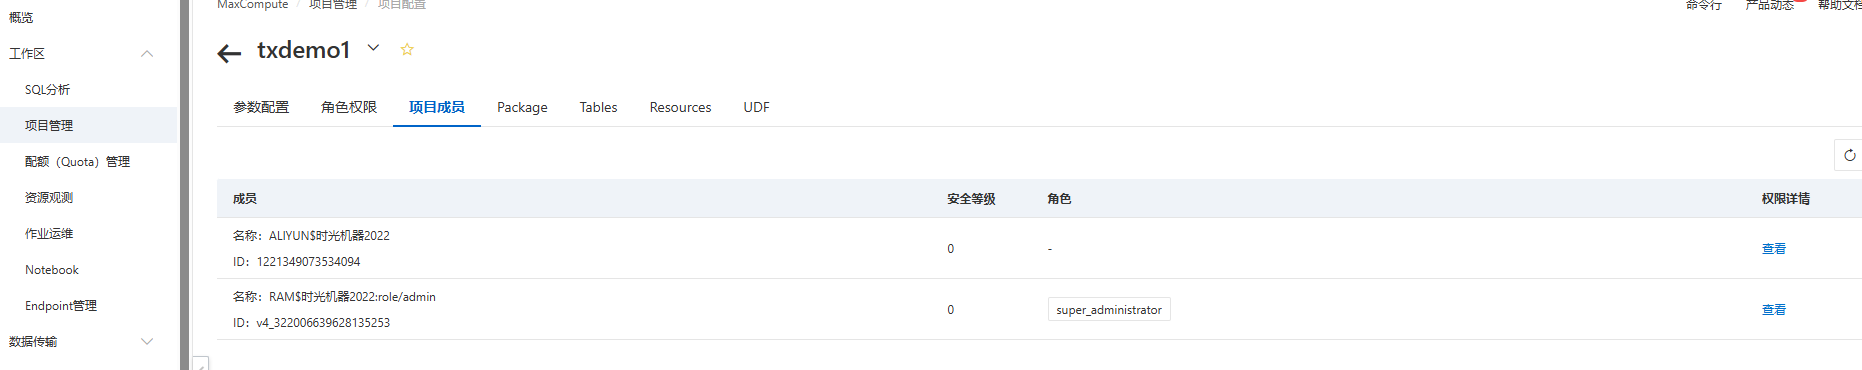 MaxCompute / 项目管理 / 项目配置
命令行 产品动态 帮助文档
概览
工作区
SQL分析
项目管理
配额（Quota）管理
资源观测
作业运维
Notebook
Endpoint管理
数据传输
txdemo1
参数配置 角色权限 项目成员 Package Tables Resources UDF
成员 安全等级 角色 权限详情
名称：ALIYUN$时光机器2022
ID：1221349073534094
0 - 查看
名称：RAM$时光机器2022:role/admin
ID：v4_322006639628135253
0 super_administrator 查看